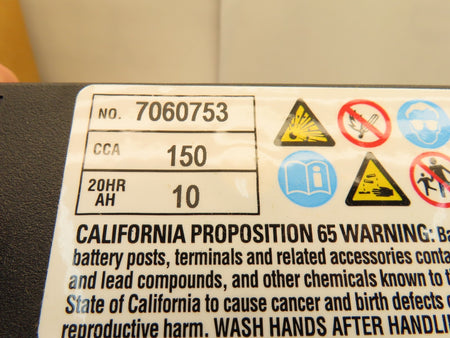 NO. 7060753
CCA 150
20HR AH 10
CALIFORNIA PROPOSITION 65 WARNING:
battery posts, terminals and related accessories
and lead compounds, and other chemicals known to
State of California to cause cancer and birth defects
reproductive harm. WASH HANDS AFTER